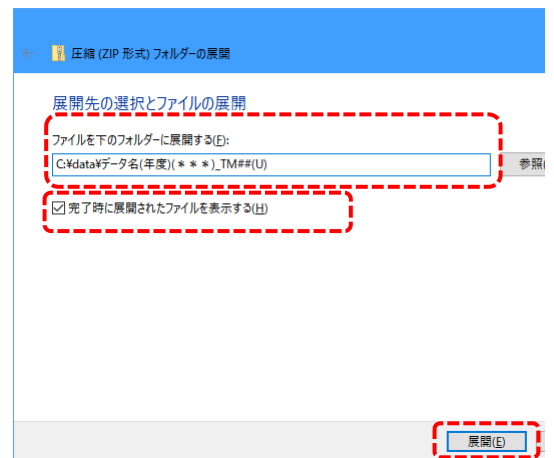 圧縮 (ZIP 形式) フォルダーの展開
展開先の選択とファイルの展開
ファイルを下のフォルダーに展開する(F):
C:¥data¥データ名(年度)(＊＊＊)_TM##(U)
参照(
☑ 完了時に展開されたファイルを表示する(H)
展開(E)